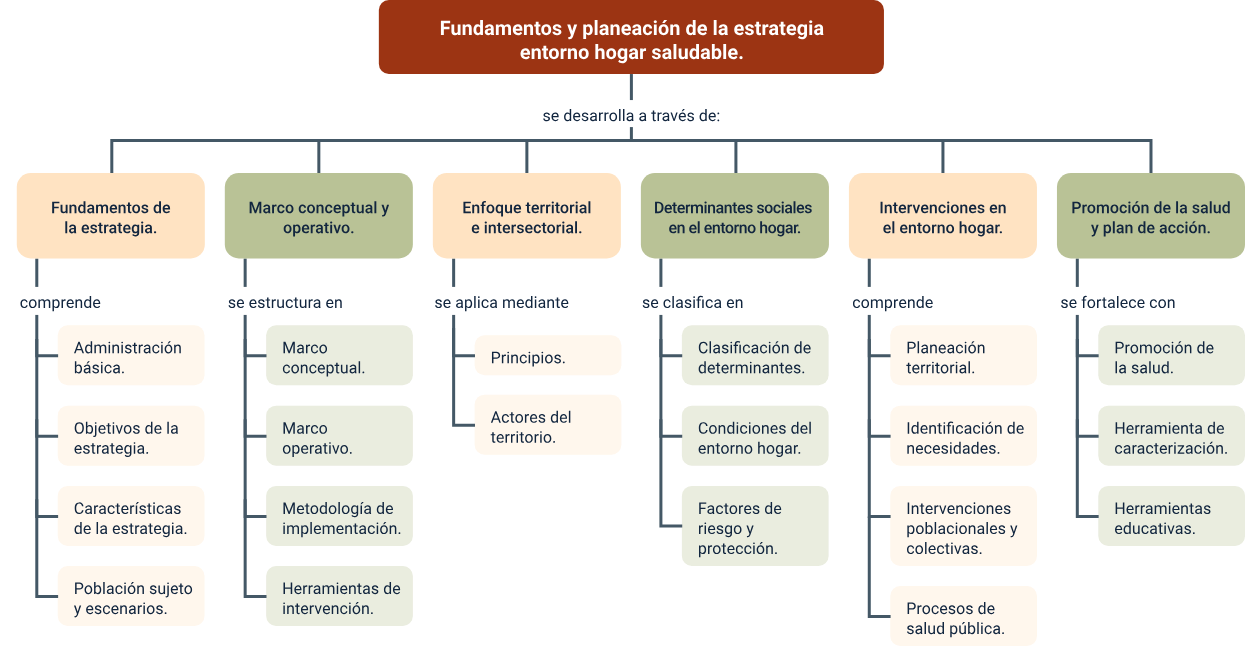 Fundamentos y planeación de la estrategia
entorno hogar saludable.
se desarrolla a través de:
Fundamentos de
la estrategia.
comprende
Administración
básica.
Objetivos de la
estrategia.
Características
de la estrategia.
Población sujeto
y escenarios.
Marco conceptual y
operativo.
se estructura en
Marco
conceptual.
Marco
operativo.
Metodología de
implementación.
Herramientas de
intervención.
Enfoque territorial
e intersectorial.
se aplica mediante
Principios.
Actores del
territorio.
Determinantes sociales
en el entorno hogar.
se clasifica en
Clasificación de
determinantes.
Condiciones del
entorno hogar.
Factores de
riesgo y
protección.
Intervenciones en
el entorno hogar.
comprende
Planeación
territorial.
Identificación de
necesidades.
Intervenciones
poblacionales y
colectivas.
Procesos de
salud pública.
Promoción de la salud
y plan de acción.
se fortalece con
Promoción de
la salud.
Herramienta de
caracterización.
Herramientas
educativas.